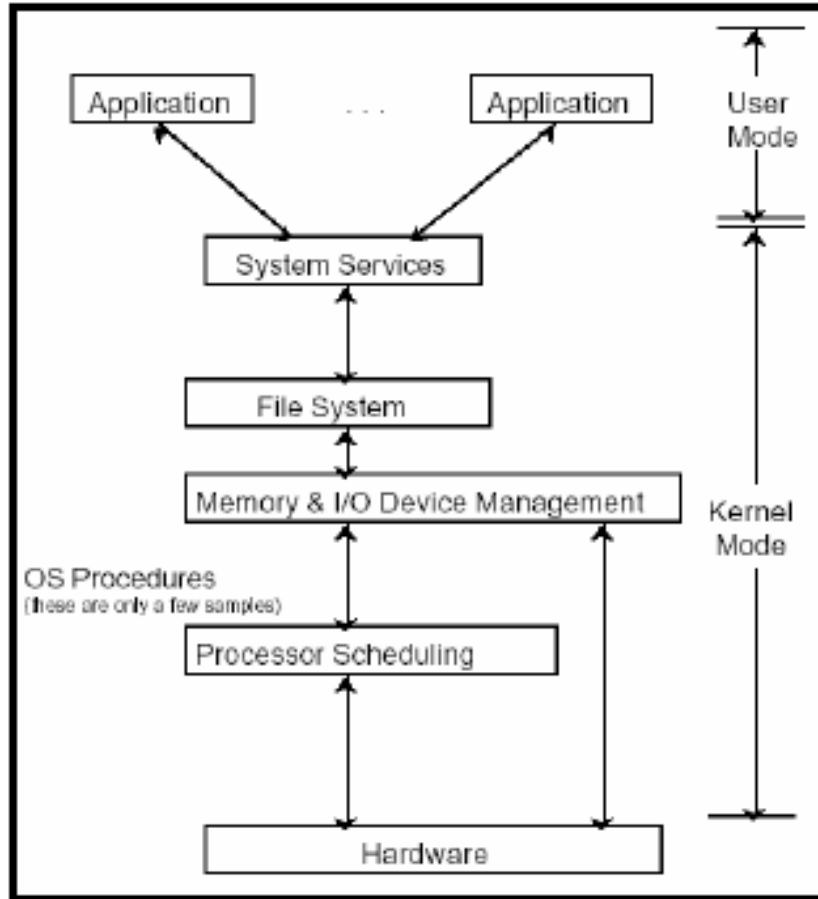 Application
. . .
Application
User
Mode
System Services
File System
Memory & I/O Device Management
Kernel
Mode
OS Procedures
(these are only a few samples)
Processor Scheduling
Hardware